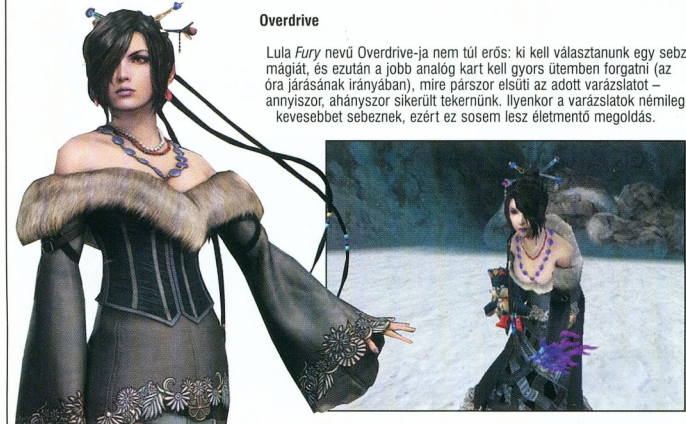 Overdrive
Lula Fury nevű Overdrive-ja nem túl erős: ki kell választanunk egy sebz
mágiát, és ezután a jobb analóg kart kell gyors ütemben forgatni (az
óra járásának irányában), mire párszor elsüti az adott varázslatot –
annyiszor, ahányszor sikerült tekernünk. Ilyenkor a varázslatok némileg
kevesebbet sebeznek, ezért ez sosem lesz életmentő megoldás.